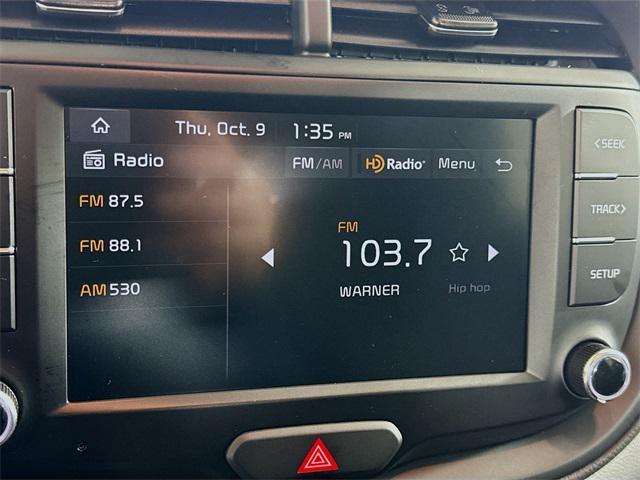 Thu, Oct. 9 1:35 PM
Radio FM/AM HD Radio® Menu
FM 87.5
FM 88.1
AM 530
FM
103.7
WARNER Hip hop
<SEEK
TRACK>
SETUP